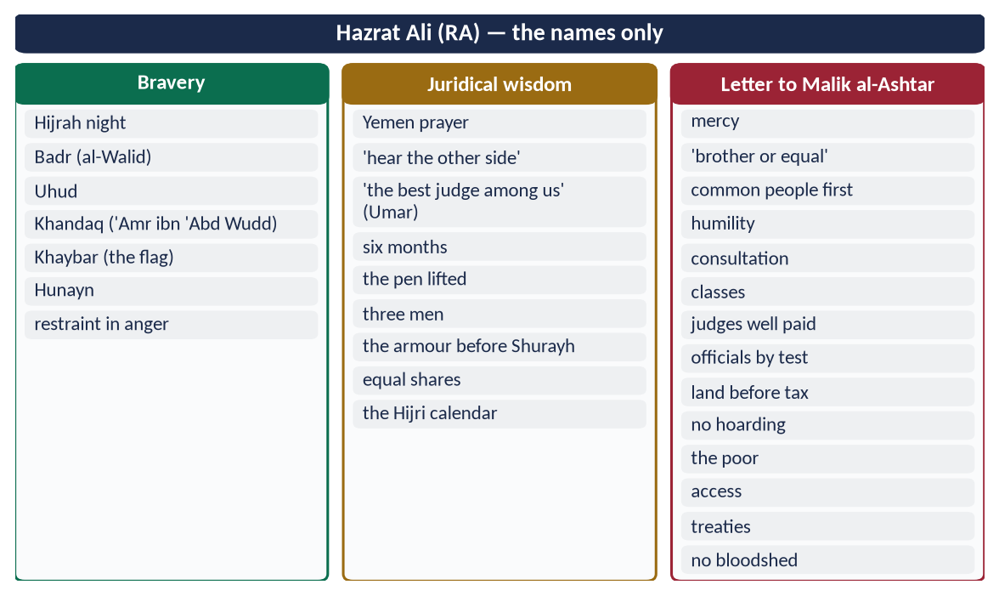 Hazrat Ali (RA) — the names only
Bravery
Hijrah night
Badr (al-Walid)
Uhud
Khandaq ('Amr ibn 'Abd Wudd)
Khaybar (the flag)
Hunayn
restraint in anger
Juridical wisdom
Yemen prayer
'hear the other side'
'the best judge among us'
(Umar)
six months
the pen lifted
three men
the armour before Shurayh
equal shares
the Hijri calendar
Letter to Malik al-Ashtar
mercy
'brother or equal'
common people first
humility
consultation
classes
judges well paid
officials by test
land before tax
no hoarding
the poor
access
treaties
no bloodshed